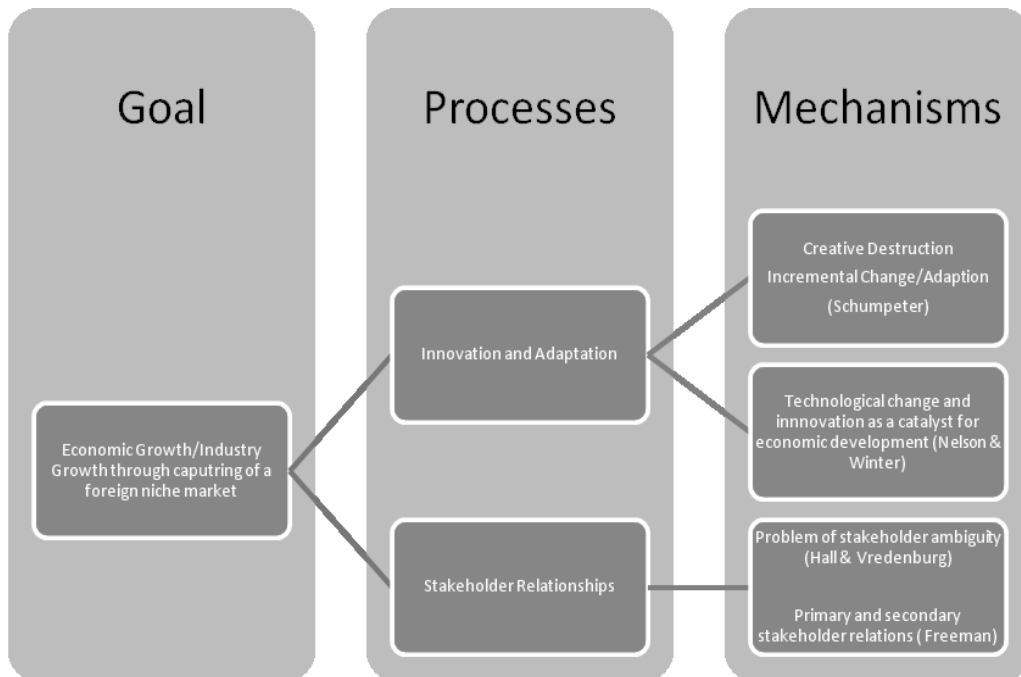 Goal
Processes
Mechanisms
Economic Growth/Industry
Growth through caputring of a
foreign niche market
Innovation and Adaptation
Stakeholder Relationships
Creative Destruction
Incremental Change/Adaption
(Schumpeter)
Technological change and
innnovation as a catalyst for
economic development (Nelson &
Winter)
Problem of stakeholder ambiguity
(Hall & Vredenburg)
Primary and secondary
stakeholder relations ( Freeman)